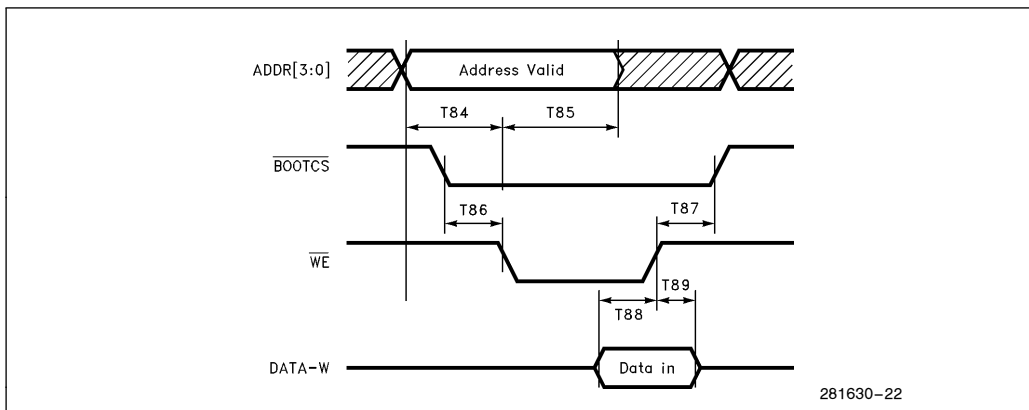 ADDR[3:0]
Address Valid
T84
T85
BOOTCS
T86
T87
WE
T88
T89
DATA-W
Data in
281630-22